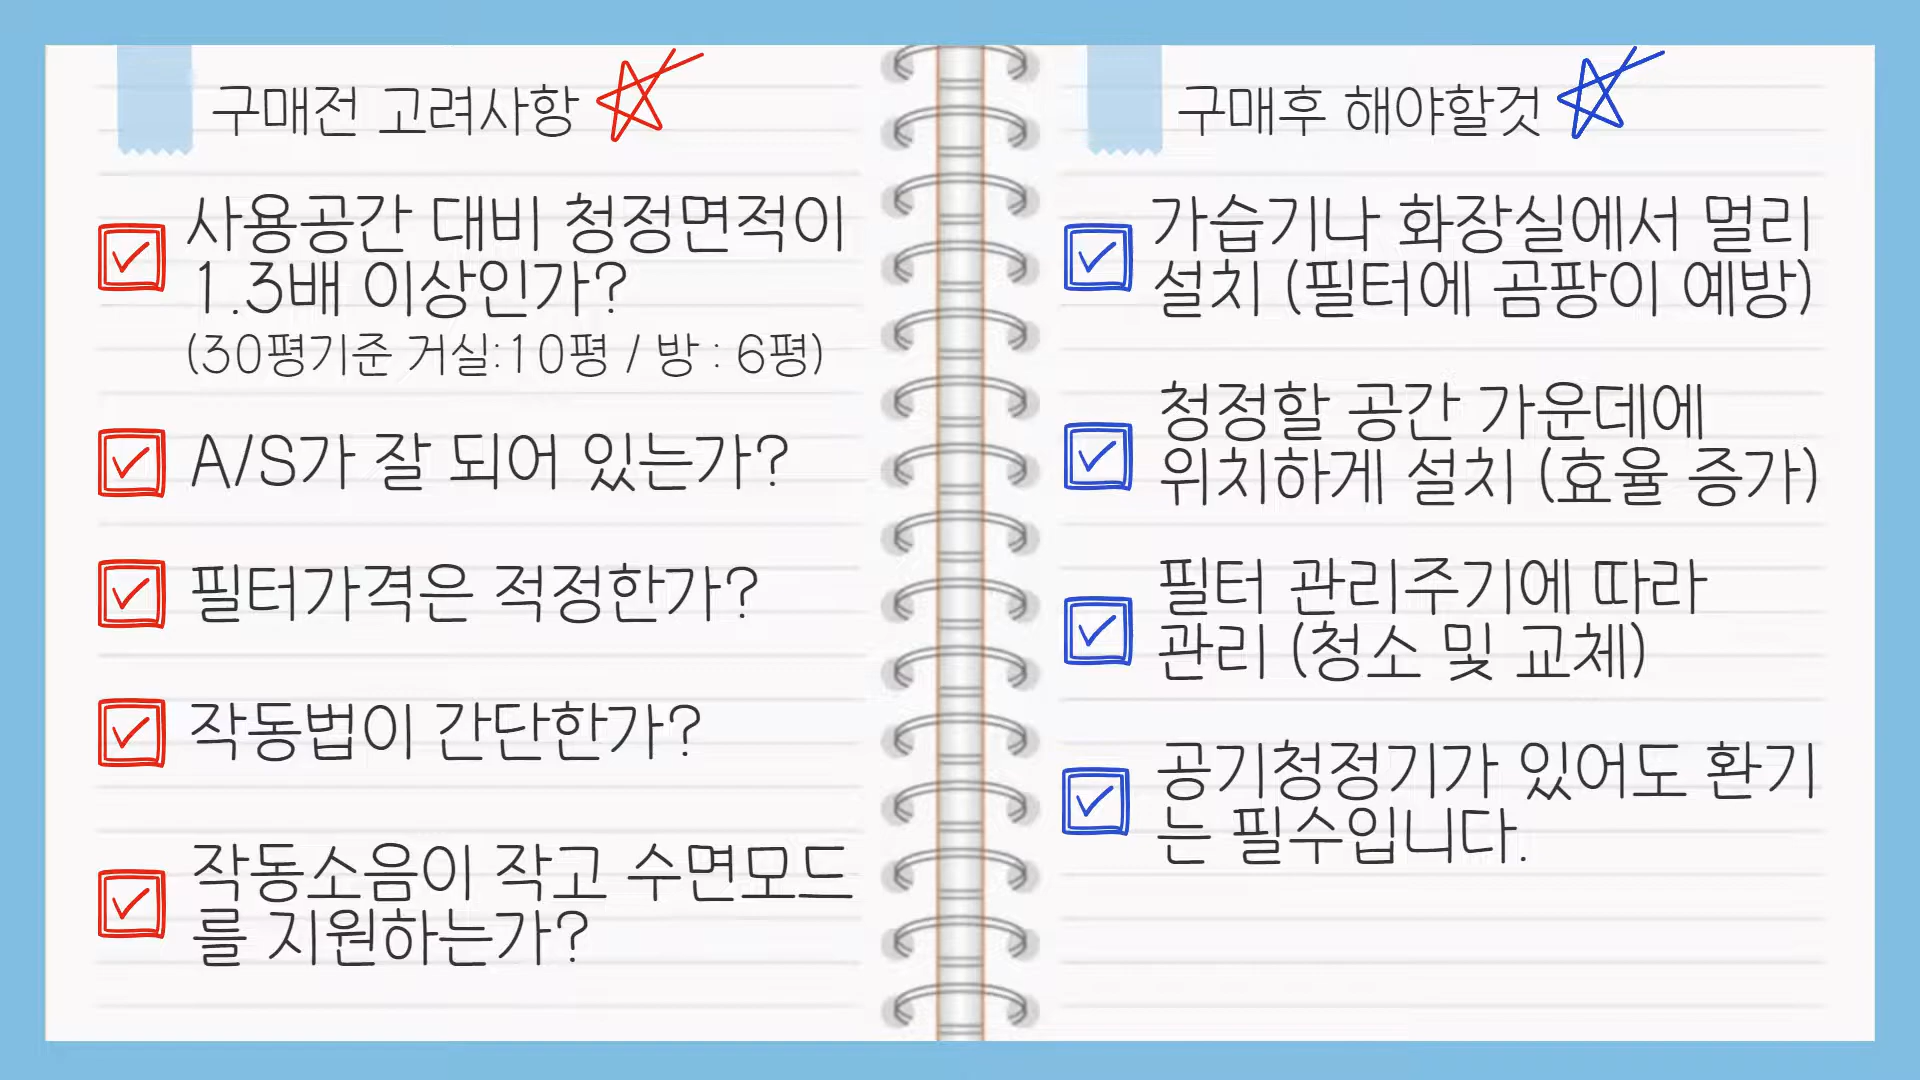 구매전 고려사항
사용공간 대비 청정면적이
1.3배 이상인가?
(30평기준 거실:10평 / 방 : 6평)
A/S가 잘 되어 있는가?
필터가격은 적정한가?
작동법이 간단한가?
작동소음이 작고 수면모드
를 지원하는가?
구매후 해야할것
가습기나 화장실에서 멀리
설치 (필터에 곰팡이 예방)
청정할 공간 가운데에
위치하게 설치 (효율 증가)
필터 관리주기에 따라
관리 (청소 및 교체)
공기청정기가 있어도 환기
는 필수입니다.